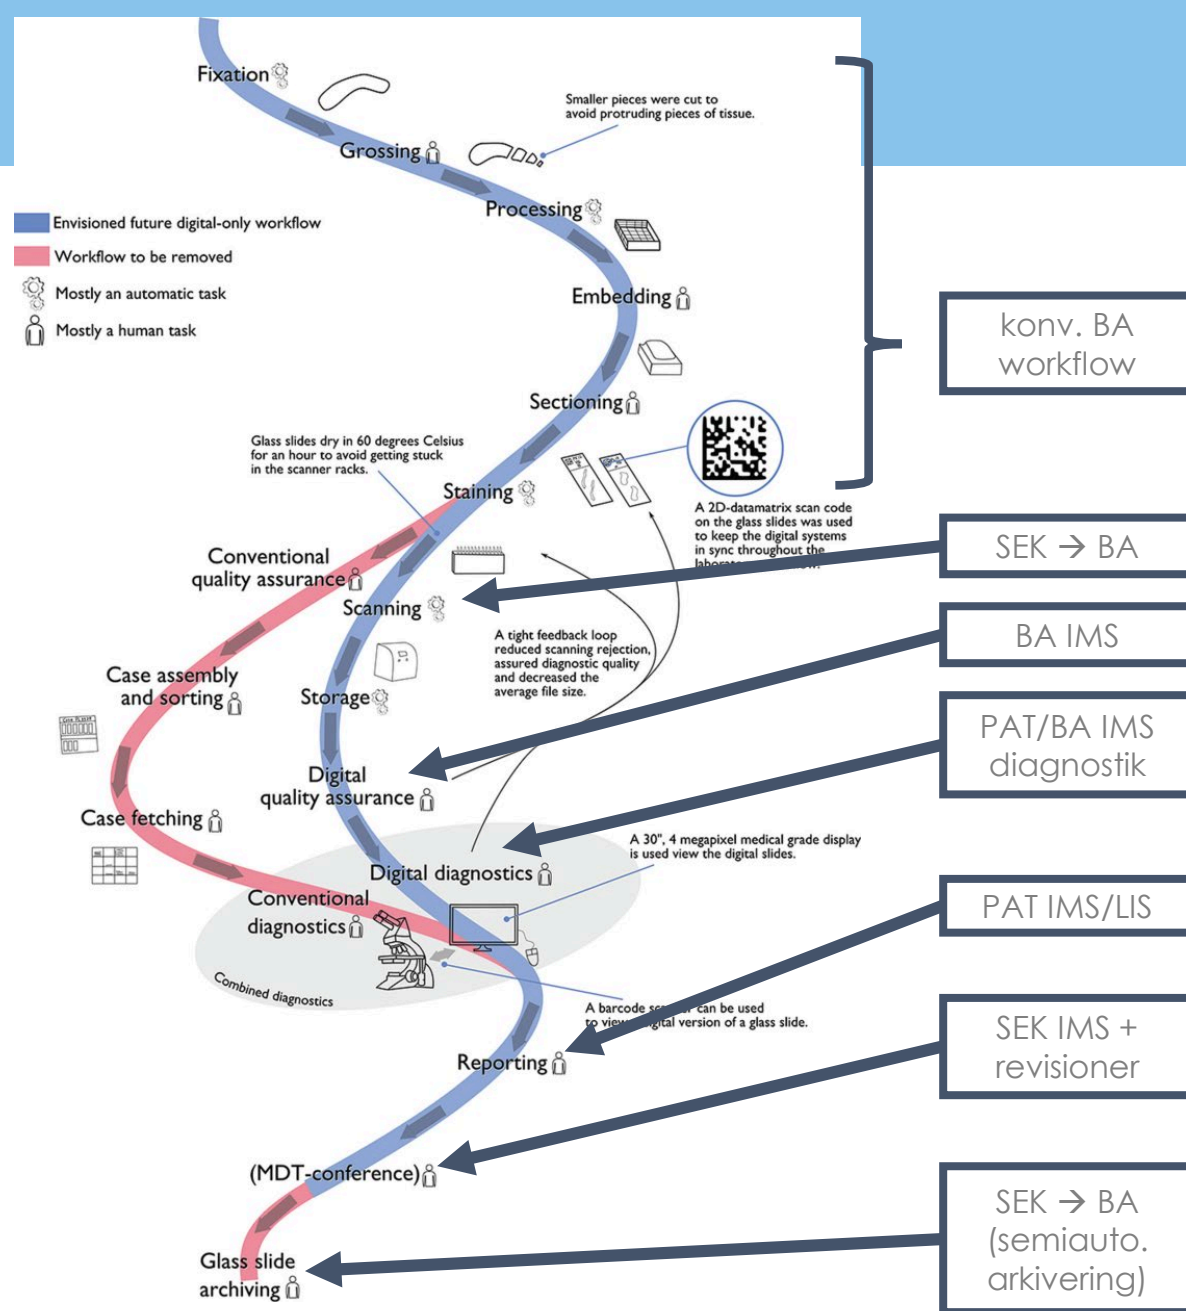 Fixation
Smaller pieces were cut to
avoid protruding pieces of tissue.
Grossing
Processing
Envisioned future digital-only workflow
Workflow to be removed
Mostly an automatic task
Mostly a human task
Embedding
konv. BA
workflow
Sectioning
Glass slides dry in 60 degrees Celsius
for an hour to avoid getting stuck
in the scanner racks.
Staining
A 2D-datamatrix scan code
on the glass slides was used
to keep the digital systems
in sync throughout the
SEK → BA
Conventional
quality assurance
Scanning
BA IMS
A tight feedback loop
reduced scanning rejection,
assured diagnostic quality
and decreased the
average file size.
Case assembly
and sorting
Storage
PAT/BA IMS
diagnostik
Digital
quality assurance
Case fetching
A 30", 4 megapixel medical grade display
is used view the digital slides.
Digital diagnostics
Conventional
diagnostics
PAT IMS/LIS
Combined diagnostics
A barcode scanner can be used
to view digital version of a glass slide.
SEK IMS +
revisioner
Reporting
(MDT-conference)
SEK → BA
(semiauto.
arkivering)
Glass slide
archiving